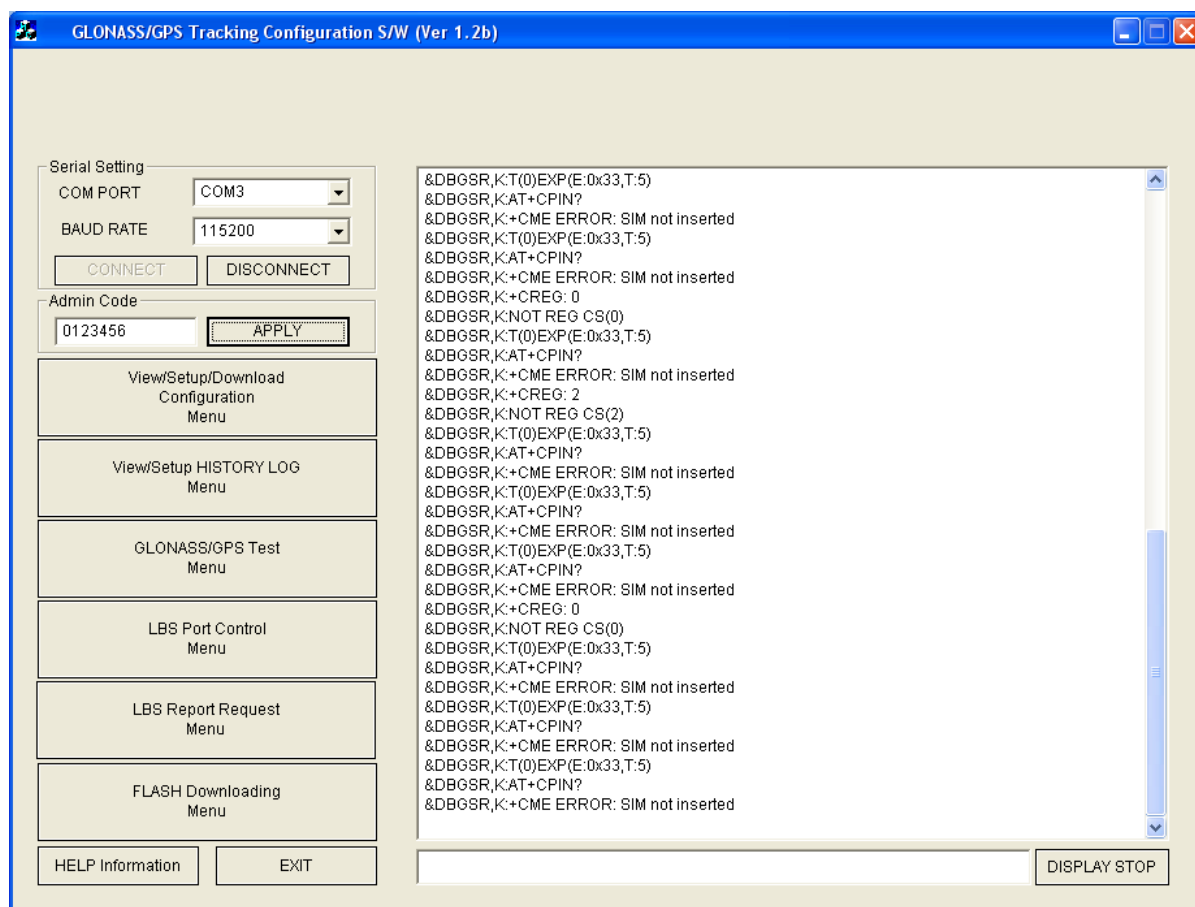 GLONASS/GPS Tracking Configuration S/W (Ver 1.2b)
Serial Setting
COM PORT
COM3
BAUD RATE
115200
CONNECT
DISCONNECT
Admin Code
0123456
APPLY
View/Setup/Download
Configuration
Menu
View/Setup HISTORY LOG
Menu
GLONASS/GPS Test
Menu
LBS Port Control
Menu
LBS Report Request
Menu
FLASH Downloading
Menu
HELP Information
EXIT
&DBGSR,K:T(0)EXP(E:0x33,T:5)
&DBGSR,K:AT+CPIN?
&DBGSR,K:+CME ERROR: SIM not inserted
&DBGSR,K:T(0)EXP(E:0x33,T:5)
&DBGSR,K:AT+CPIN?
&DBGSR,K:+CME ERROR: SIM not inserted
&DBGSR,K:+CREG: 0
&DBGSR,K:NOT REG CS(0)
&DBGSR,K:T(0)EXP(E:0x33,T:5)
&DBGSR,K:AT+CPIN?
&DBGSR,K:+CME ERROR: SIM not inserted
&DBGSR,K:+CREG: 2
&DBGSR,K:NOT REG CS(2)
&DBGSR,K:T(0)EXP(E:0x33,T:5)
&DBGSR,K:AT+CPIN?
&DBGSR,K:+CME ERROR: SIM not inserted
&DBGSR,K:T(0)EXP(E:0x33,T:5)
&DBGSR,K:AT+CPIN?
&DBGSR,K:+CME ERROR: SIM not inserted
&DBGSR,K:T(0)EXP(E:0x33,T:5)
&DBGSR,K:AT+CPIN?
&DBGSR,K:+CME ERROR: SIM not inserted
&DBGSR,K:+CREG: 0
&DBGSR,K:NOT REG CS(0)
&DBGSR,K:T(0)EXP(E:0x33,T:5)
&DBGSR,K:AT+CPIN?
&DBGSR,K:+CME ERROR: SIM not inserted
&DBGSR,K:T(0)EXP(E:0x33,T:5)
&DBGSR,K:AT+CPIN?
&DBGSR,K:+CME ERROR: SIM not inserted
&DBGSR,K:T(0)EXP(E:0x33,T:5)
&DBGSR,K:AT+CPIN?
&DBGSR,K:+CME ERROR: SIM not inserted
DISPLAY STOP